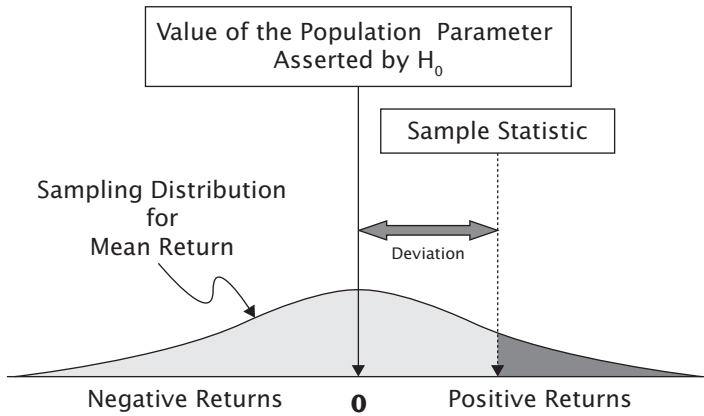 Value of the Population Parameter
Asserted by H0
Sample Statistic
Sampling Distribution
for
Mean Return
Deviation
Negative Returns
0
Positive Returns